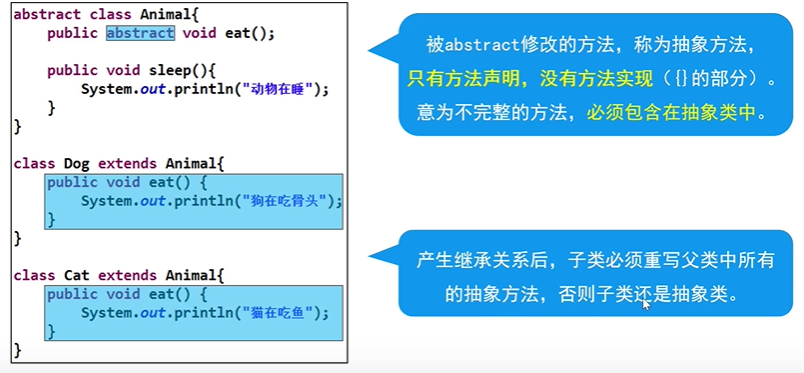 abstract class Animal{
public abstract void eat();
public void sleep(){
System.out.println("动物在睡");
}
}
class Dog extends Animal{
public void eat() {
System.out.println("狗在吃骨头");
}
}
class Cat extends Animal{
public void eat() {
System.out.println("猫在吃鱼");
}
}
被abstract修改的方法，称为抽象方法，
只有方法声明，没有方法实现（{}的部分）。
意为不完整的方法，必须包含在抽象类中。
产生继承关系后，子类必须重写父类中所有
的抽象方法，否则子类还是抽象类。